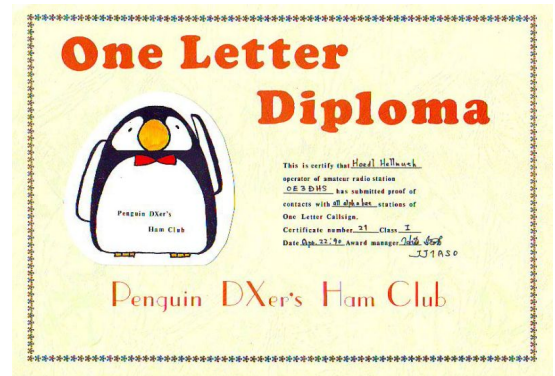 One Letter
Diploma
This is certify that Hoedl Hellmuth
operator of amateur radio station
OE3DHS has submitted proof of
contacts with all alphabet stations of
One Letter Callsign.
Certificate number 21 Class I
Date 22.'90 Award manager
JJ1ASO
Penguin DXer's
Ham Club
Penguin DXer's Ham Club